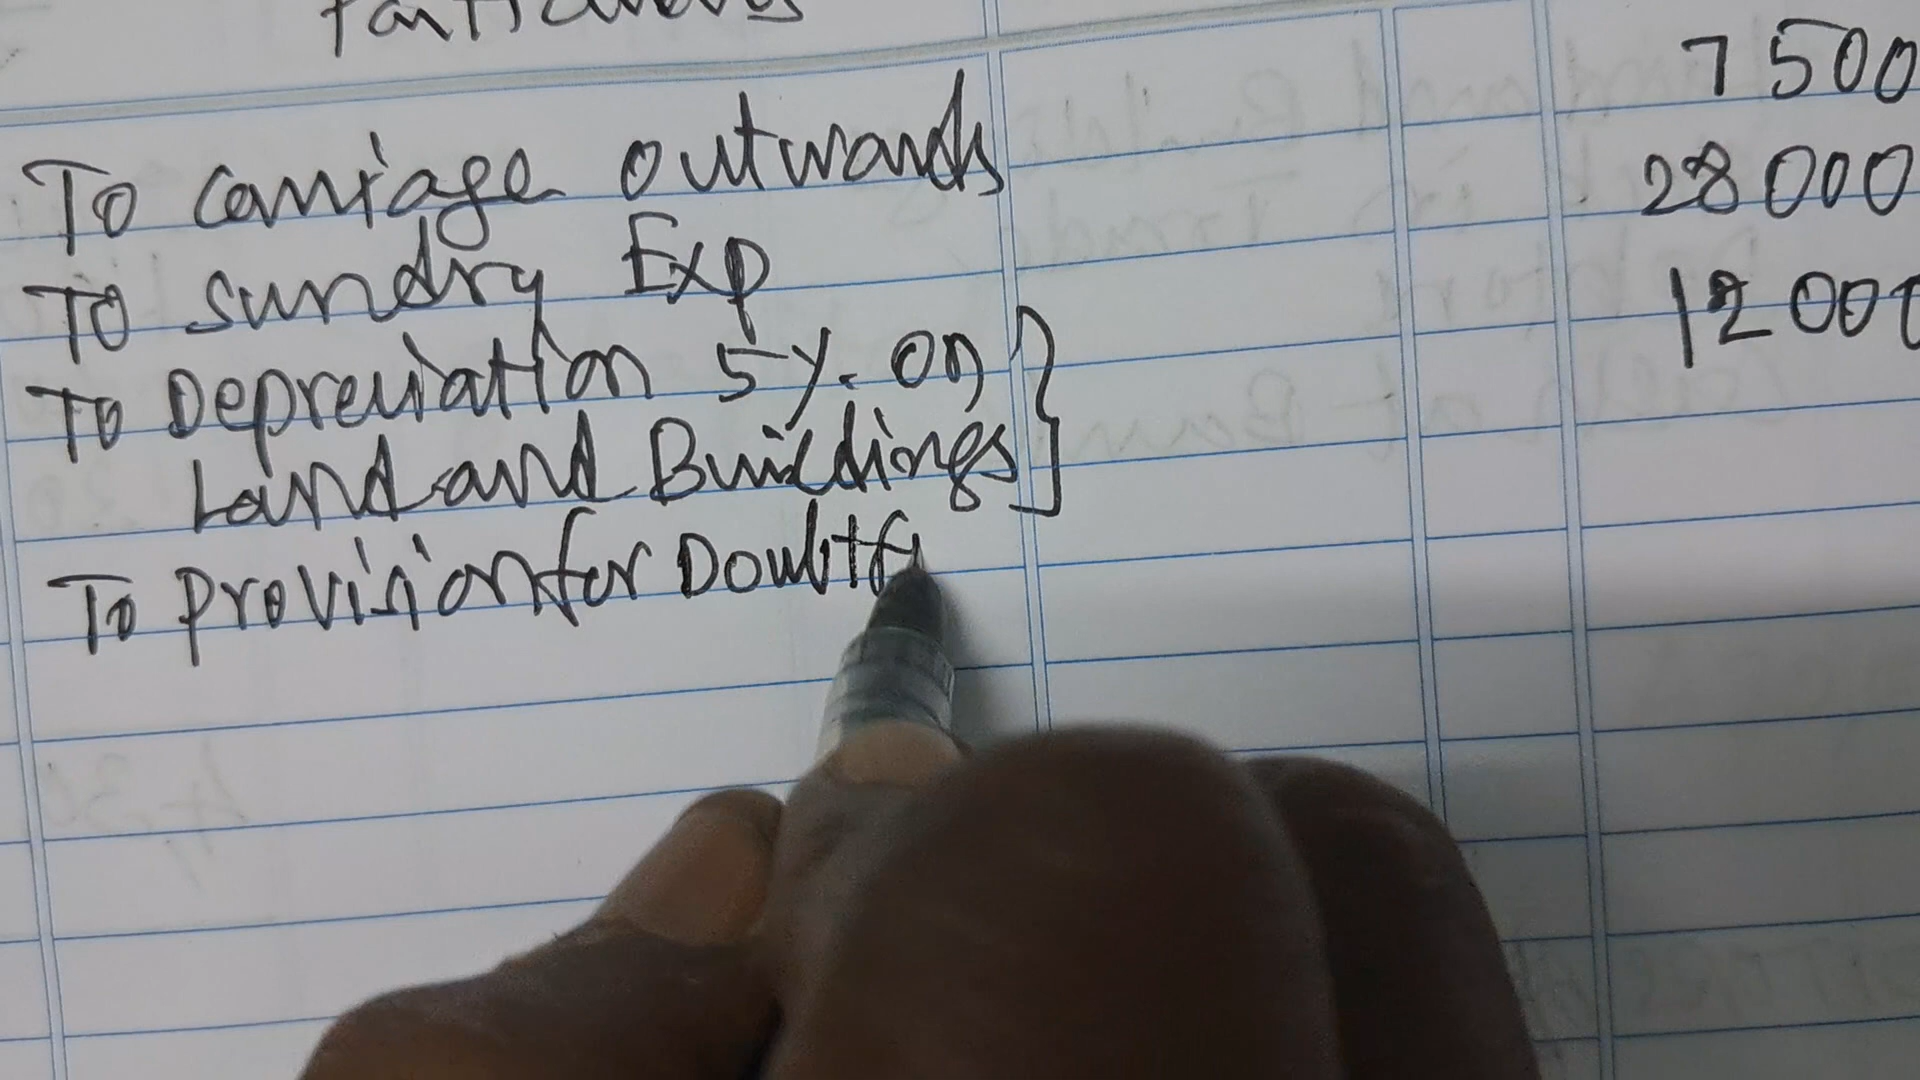 Particulars
To carriage outwards 7500
To sundry Exp 28000
To Depreciation 5%. on } 12000
Land and Buildings
To Provision for Doubtf